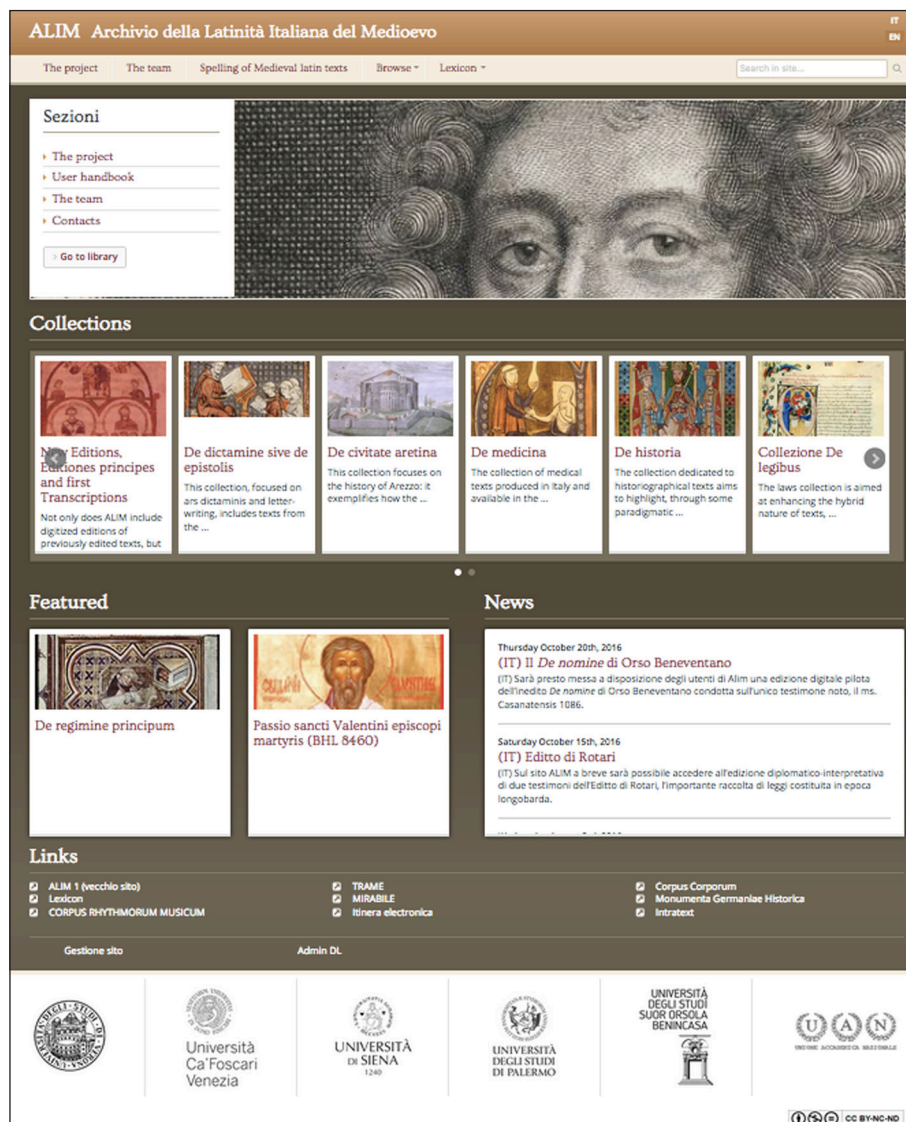 ALIM Archivio della Latinità Italiana del Medioevo
IT
EN
The project The team Spelling of Medieval latin texts Browse Lexicon Search in site...
Sezioni
The project
User handbook
The team
Contacts
Go to library
Collections
New Editions,
Editiones principes
and first
Transcriptions
Not only does ALIM include
digitized editions of
previously edited texts, but
De dictamine sive de
epistolis
This collection, focused on
ars dictaminis and letter-
writing, includes texts from
the ...
De civitate aretina
This collection focuses on
the history of Arezzo: it
exemplifies how the ...
De medicina
The collection of medical
texts produced in Italy and
available in the ...
De historia
The collection dedicated to
historiographical texts aims
to highlight, through some
paradigmatic ...
Collezione De
legibus
The laws collection is aimed
at enhancing the hybrid
nature of texts, ...
Featured
De regimine principum
Passio sancti Valentini episcopi
martyris (BHL 8460)
News
Thursday October 20th, 2016
(IT) Il De nomine di Orso Beneventano
(IT) Sarà presto messa a disposizione degli utenti di Alim una edizione digitale pilota
dell'inedito De nomine di Orso Beneventano condotta sull'unico testimone noto, il ms.
Casanatensis 1086.
Saturday October 15th, 2016
(IT) Editto di Rotari
(IT) Sul sito ALIM a breve sarà possibile accedere all'edizione diplomatico-interpretativa
di due testimoni dell'Editto di Rotari, l'importante raccolta di leggi costituita in epoca
longobarda.
Links
ALIM 1 (vecchio sito)
Lexicon
CORPUS RHYTHMORUM MUSICUM
TRAME
MIRABILE
Itinera electronica
Corpus Corporum
Monumenta Germaniae Historica
Intratext
Gestione sito Admin DL
UNIVERSITA·DEGLI·STUDI·DI·VERONA
Università
Ca'Foscari
Venezia
UNIVERSITÀ
DI SIENA
1240
UNIVERSITÀ
DEGLI STUDI
DI PALERMO
UNIVERSITÀ
DEGLI STUDI
SUOR ORSOLA
BENINCASA
UAN
UNIONE ACCADEMICA NAZIONALE
CC BY-NC-ND